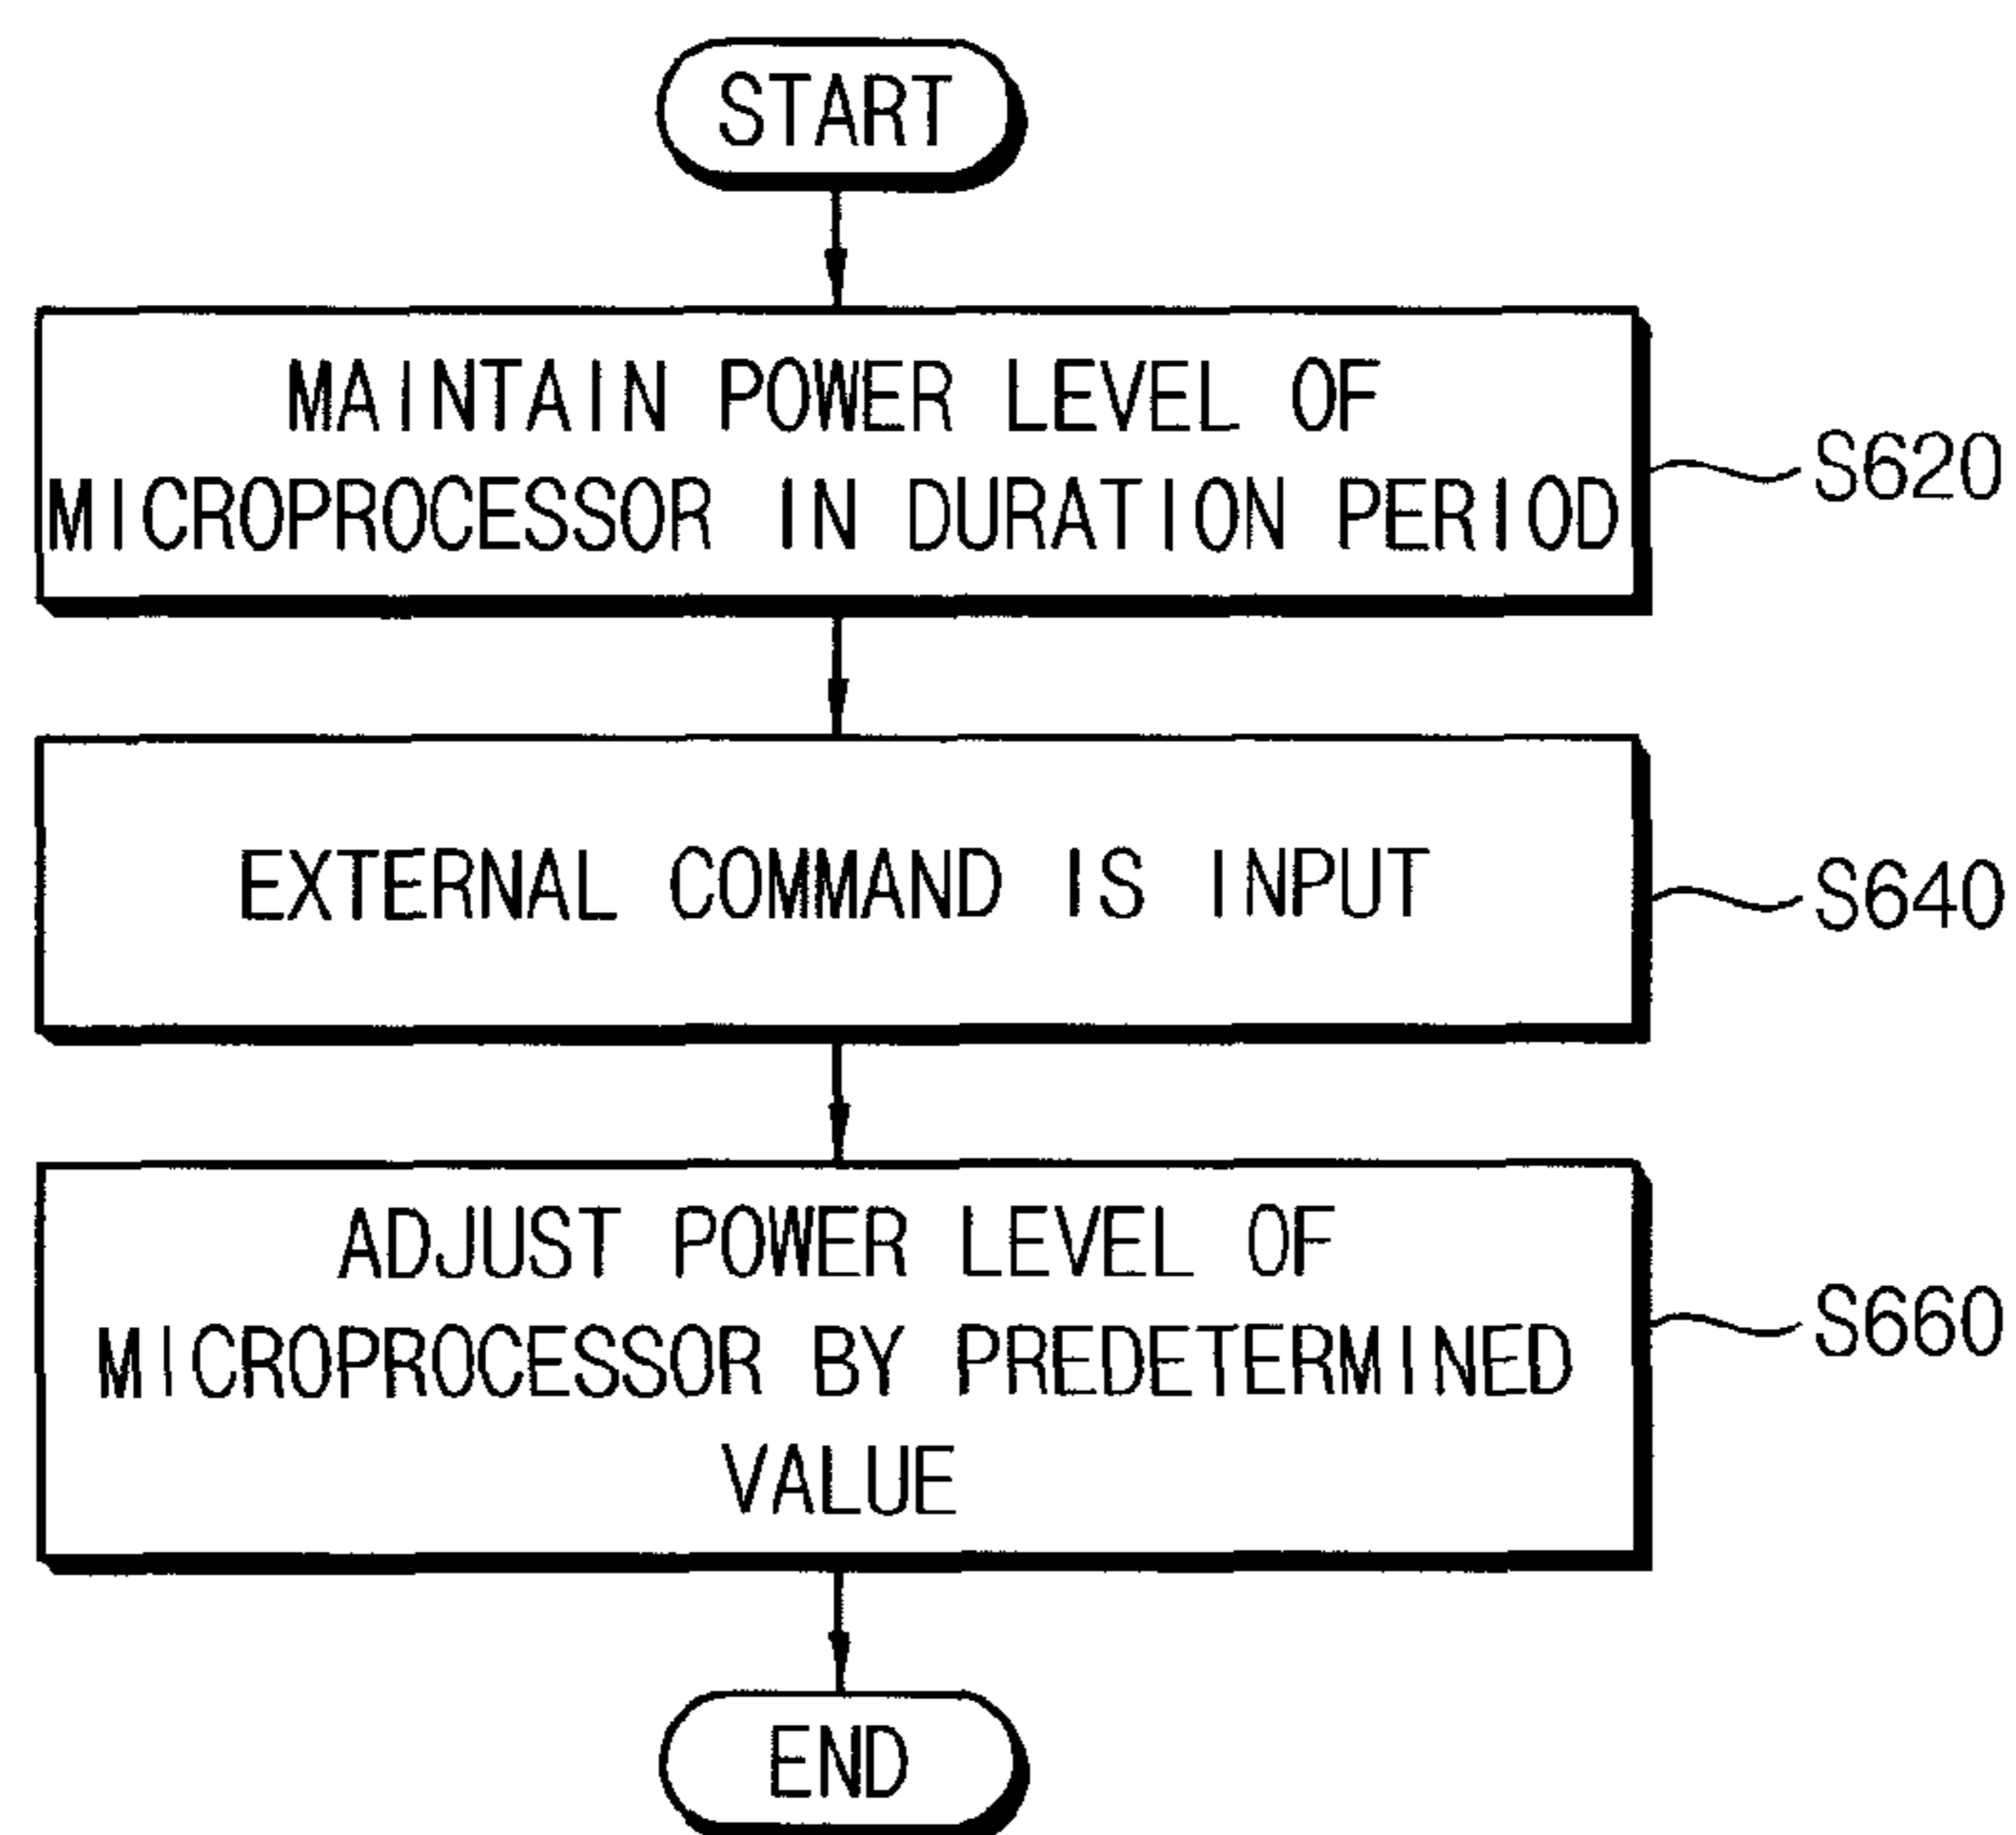 START
MAINTAIN POWER LEVEL OF
MICROPROCESSOR IN DURATION PERIOD
S620
EXTERNAL COMMAND IS INPUT
S640
ADJUST POWER LEVEL OF
MICROPROCESSOR BY PREDETERMINED
VALUE
S660
END